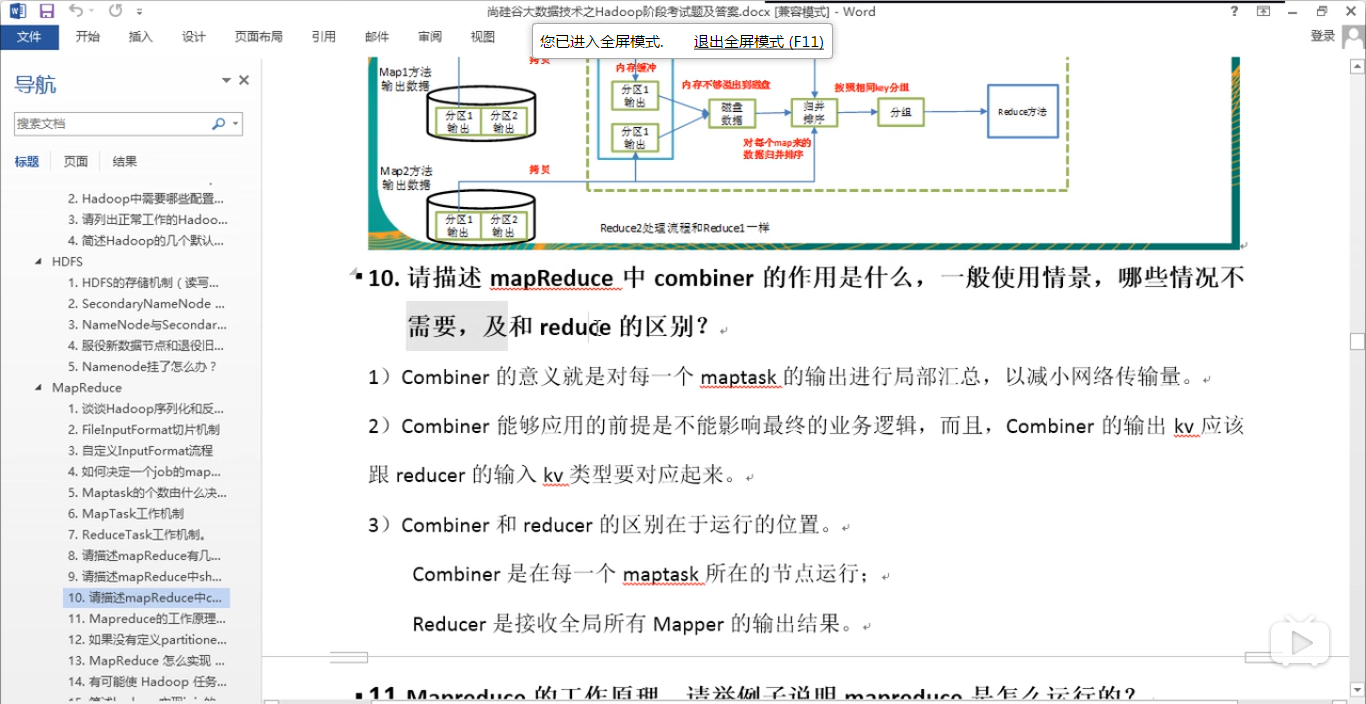 尚硅谷大数据技术之Hadoop阶段考试题及答案.docx [兼容模式] - Word
文件 开始 插入 设计 页面布局 引用 邮件 审阅 视图 登录
您已进入全屏模式. 退出全屏模式 (F11)
导航
搜索文档
标题 页面 结果
2. Hadoop中需要哪些配置...
3. 请列出正常工作的Hadoo...
4. 简述Hadoop的几个默认...
HDFS
1. HDFS的存储机制（读写...
2. SecondaryNameNode ...
3. NameNode与Secondar...
4. 服役新数据节点和退役旧...
5. Namenode挂了怎么办？
MapReduce
1. 谈谈Hadoop序列化和反...
2. FileInputFormat切片机制
3. 自定义InputFormat流程
4. 如何决定一个job的map...
5. Maptask的个数由什么决...
6. MapTask工作机制
7. ReduceTask工作机制。
8. 请描述mapReduce有几...
9. 请描述mapReduce中sh...
10. 请描述mapReduce中c...
11. Mapreduce的工作原理...
12. 如果没有定义partitione...
13. MapReduce 怎么实现 ...
14. 有可能使 Hadoop 任务...
Map1方法
输出数据
分区1
输出
分区2
输出
拷贝
内存缓冲
分区1
输出
分区1
输出
内存不够溢出到磁盘
磁盘
数据
归并
排序
按照相同key分组
分组
Reduce方法
对每个map来的
数据归并排序
Map2方法
输出数据
拷贝
分区1
输出
分区2
输出
Reduce2处理流程和Reduce1一样
10. 请描述 mapReduce 中 combiner 的作用是什么，一般使用情景，哪些情况不
需要，及和 reduce 的区别？
1）Combiner 的意义就是对每一个 maptask 的输出进行局部汇总，以减小网络传输量。
2）Combiner 能够应用的前提是不能影响最终的业务逻辑，而且，Combiner 的输出 kv 应该
跟 reducer 的输入 kv 类型要对应起来。
3）Combiner 和 reducer 的区别在于运行的位置。
Combiner 是在每一个 maptask 所在的节点运行；
Reducer 是接收全局所有 Mapper 的输出结果。
11. Mapreduce 的工作原理，请举例子说明 mapreduce 是怎么运行的？